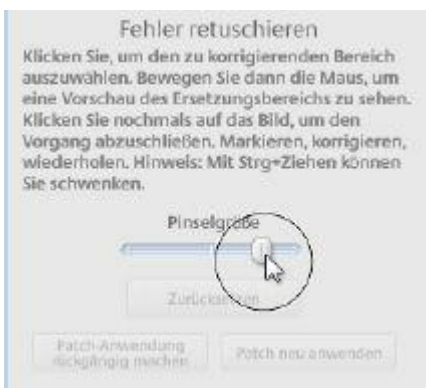 Fehler retuschieren
Klicken Sie, um den zu korrigierenden Bereich
auszuwählen. Bewegen Sie dann die Maus, um
eine Vorschau des Ersetzungsbereichs zu sehen.
Klicken Sie nochmals auf das Bild, um den
Vorgang abzuschließen. Markieren, korrigieren,
wiederholen. Hinweis: Mit Strg+Ziehen können
Sie schwenken.
Pinselgröße
Zurücksetzen
Patch-Anwendung
rückgängig machen
Patch neu anwenden